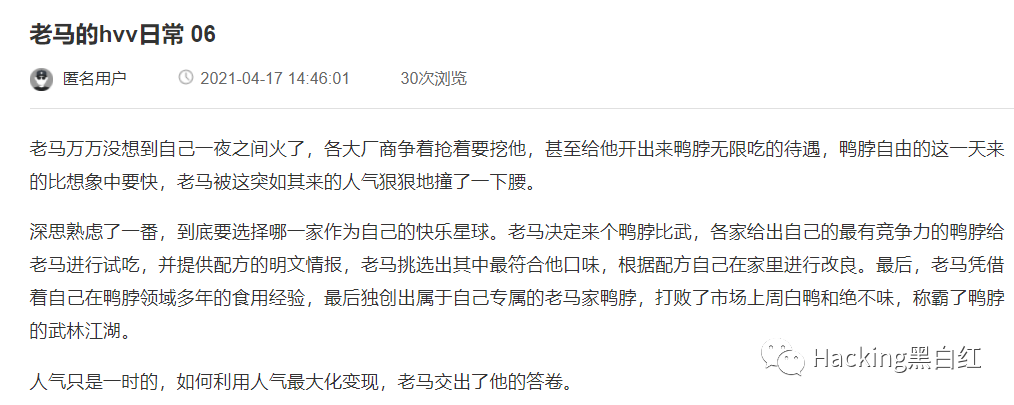 老马的hvv日常 06
匿名用户 2021-04-17 14:46:01 30次浏览
老马万万没想到自己一夜之间火了，各大厂商争着抢着要挖他，甚至给他开出来鸭脖无限吃的待遇，鸭脖自由的这一天来
的比想象中要快，老马被这突如其来的人气狠狠地撞了一下腰。
深思熟虑了一番，到底要选择哪一家作为自己的快乐星球。老马决定来个鸭脖比武，各家给出自己的最有竞争力的鸭脖给
老马进行试吃，并提供配方的明文情报，老马挑选出其中最符合他口味，根据配方自己在家里进行改良。最后，老马凭借
着自己在鸭脖领域多年的食用经验，最后独创出属于自己专属的老马家鸭脖，打败了市场上周白鸭和绝不味，称霸了鸭脖
的武林江湖。
人气只是一时的，如何利用人气最大化变现，老马交出了他的答卷。
Hacking黑白红